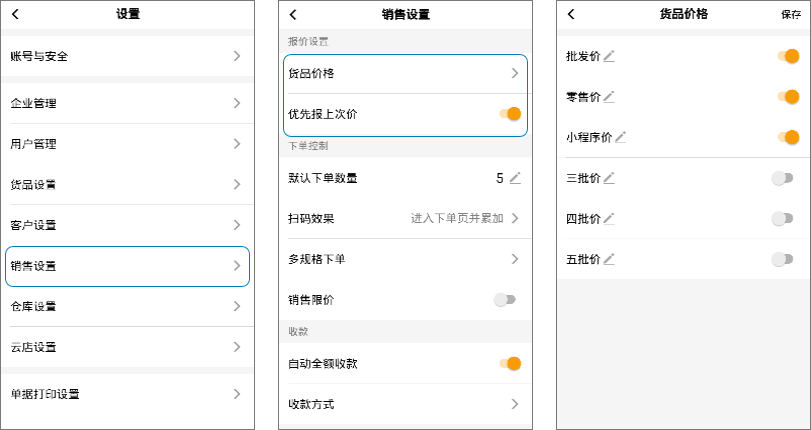 设置
账号与安全
企业管理
用户管理
货品设置
客户设置
销售设置
仓库设置
云店设置
单据打印设置
销售设置
报价设置
货品价格
优先报上次价
下单控制
默认下单数量 5
扫码效果 进入下单页并累加
多规格下单
销售限价
收款
自动全额收款
收款方式
货品价格 保存
批发价
零售价
小程序价
三批价
四批价
五批价